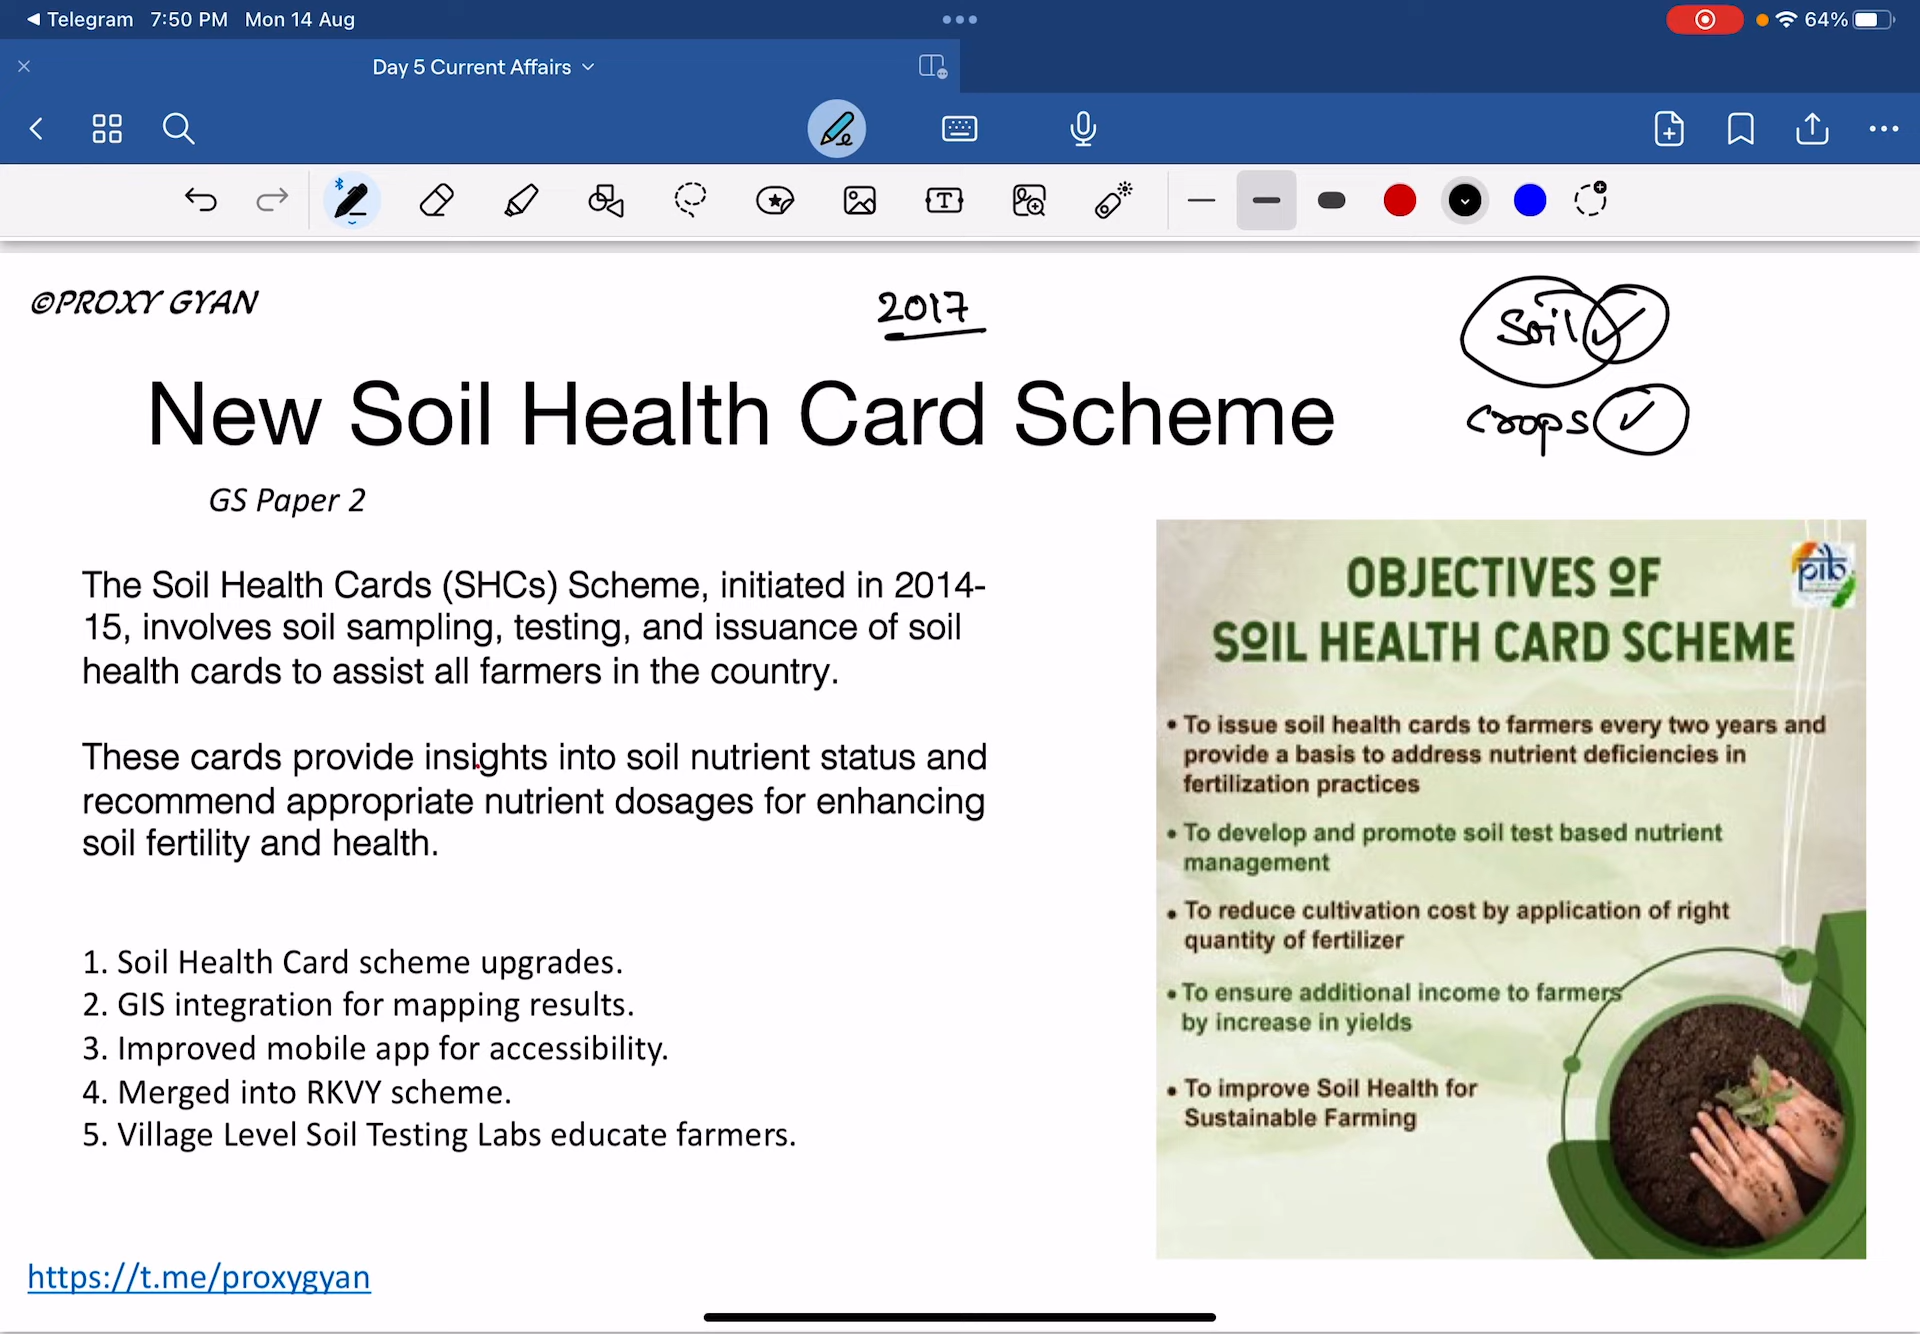 Telegram 7:50 PM Mon 14 Aug
64%
Day 5 Current Affairs
T
©PROXY GYAN
2017
Soil
Crops
New Soil Health Card Scheme
GS Paper 2
The Soil Health Cards (SHCs) Scheme, initiated in 2014-
15, involves soil sampling, testing, and issuance of soil
health cards to assist all farmers in the country.
These cards provide insights into soil nutrient status and
recommend appropriate nutrient dosages for enhancing
soil fertility and health.
1. Soil Health Card scheme upgrades.
2. GIS integration for mapping results.
3. Improved mobile app for accessibility.
4. Merged into RKVY scheme.
5. Village Level Soil Testing Labs educate farmers.
https://t.me/proxygyan
pib
OBJECTIVES OF
SOIL HEALTH CARD SCHEME
• To issue soil health cards to farmers every two years and
provide a basis to address nutrient deficiencies in
fertilization practices
• To develop and promote soil test based nutrient
management
• To reduce cultivation cost by application of right
quantity of fertilizer
• To ensure additional income to farmers
by increase in yields
• To improve Soil Health for
Sustainable Farming